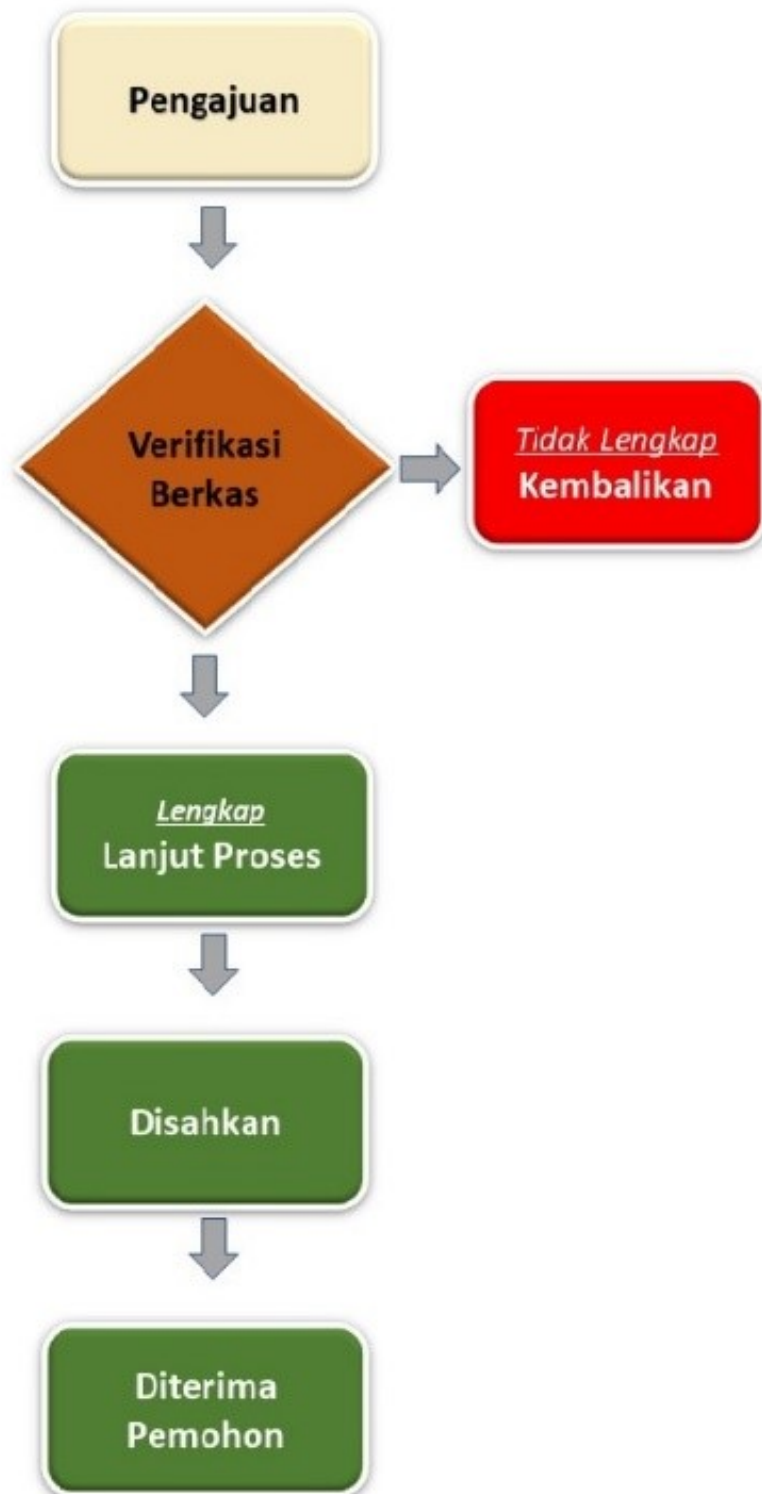 Pengajuan
Verifikasi
Berkas
Tidak Lengkap
Kembalikan
Lengkap
Lanjut Proses
Disahkan
Diterima
Pemohon